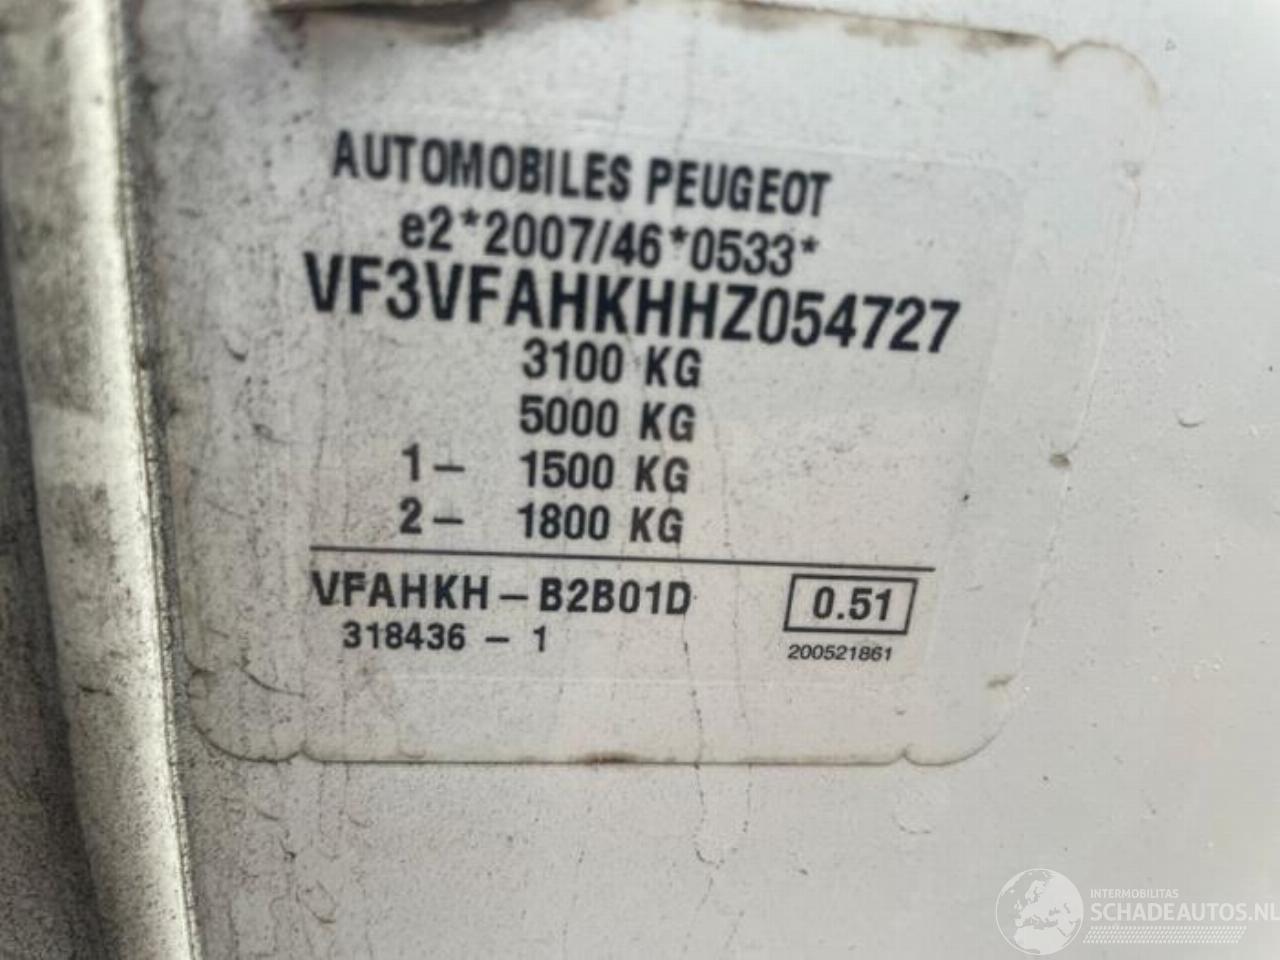 AUTOMOBILES PEUGEOT
e2*2007/46*0533*
VF3VFAHKHHZ054727
3100 KG
5000 KG
1- 1500 KG
2- 1800 KG
VFAHKH-B2B01D
0.51
318436-1
200521861
INTERMOBILITAS
SCHADEAUTOS.NL